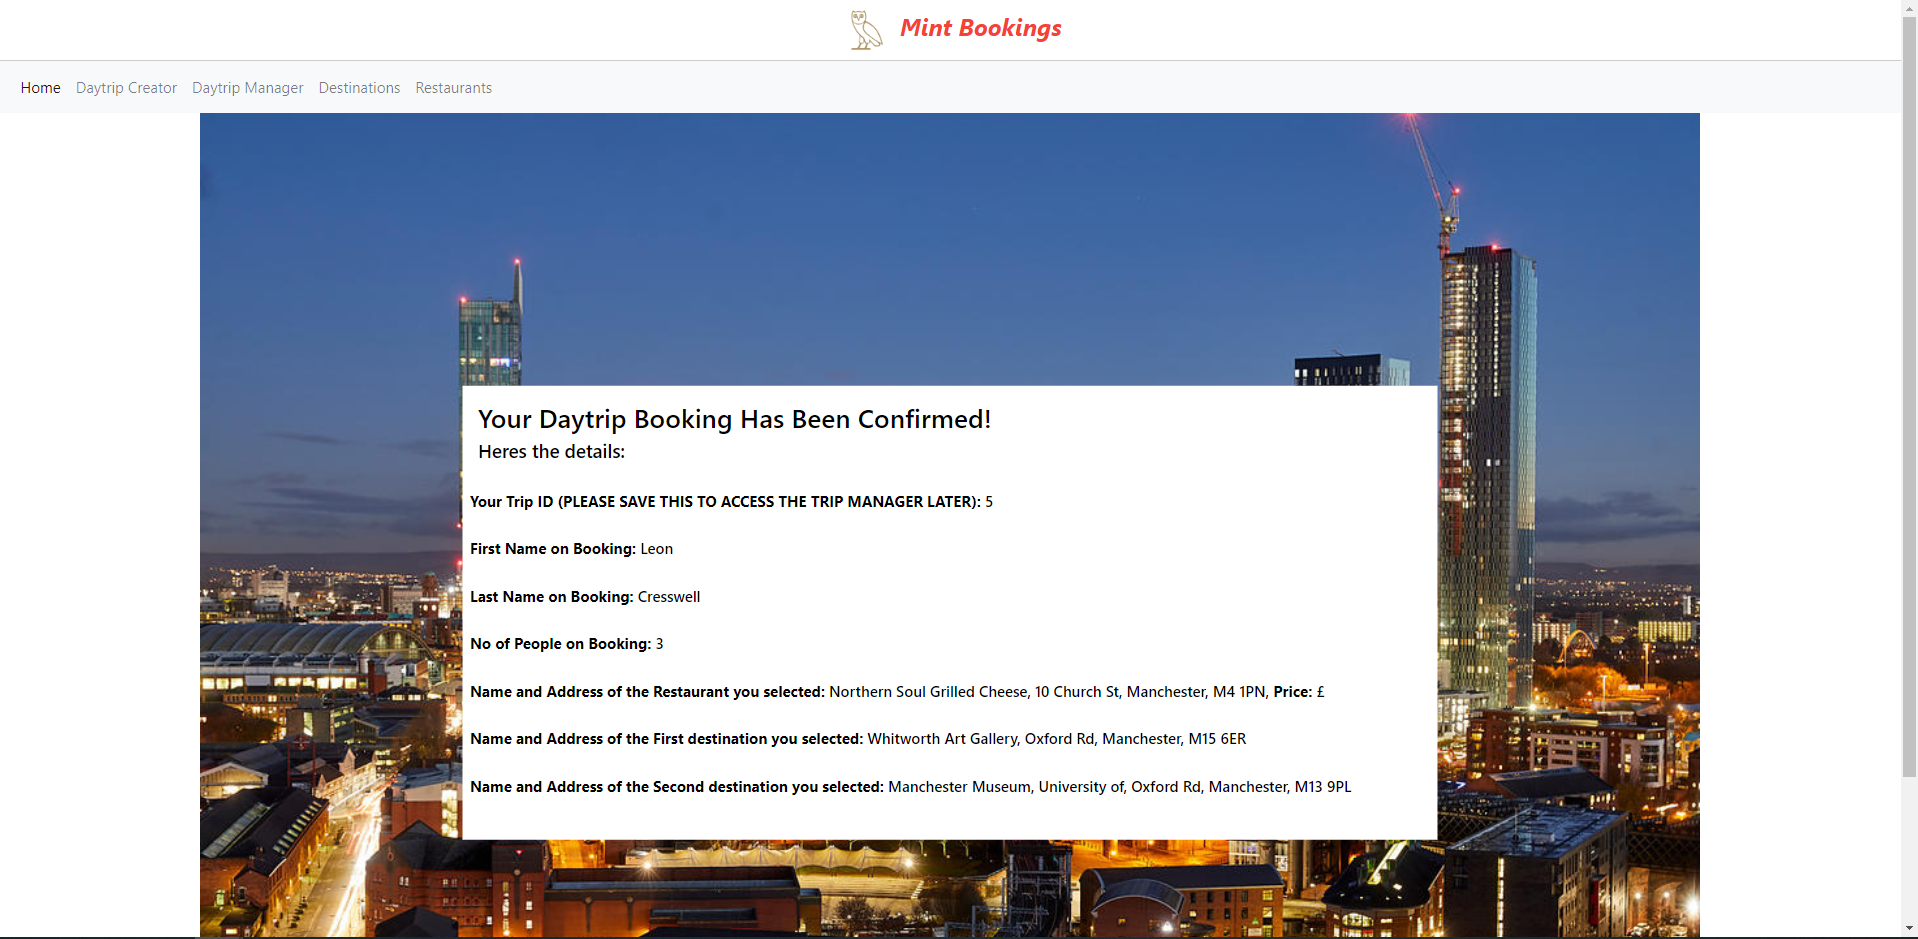 Mint Bookings
Home Daytrip Creator Daytrip Manager Destinations Restaurants
Your Daytrip Booking Has Been Confirmed!
Heres the details:
Your Trip ID (PLEASE SAVE THIS TO ACCESS THE TRIP MANAGER LATER): 5
First Name on Booking: Leon
Last Name on Booking: Cresswell
No of People on Booking: 3
Name and Address of the Restaurant you selected: Northern Soul Grilled Cheese, 10 Church St, Manchester, M4 1PN, Price: £
Name and Address of the First destination you selected: Whitworth Art Gallery, Oxford Rd, Manchester, M15 6ER
Name and Address of the Second destination you selected: Manchester Museum, University of, Oxford Rd, Manchester, M13 9PL